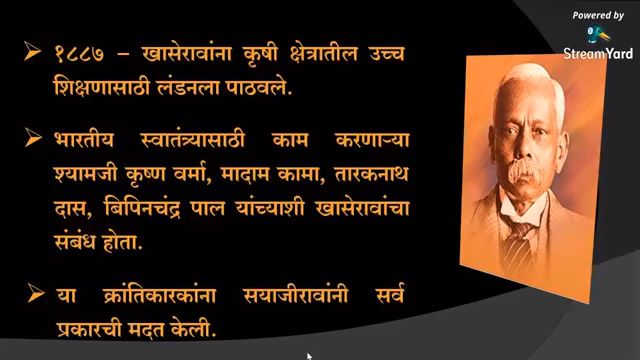 Powered by
StreamYard
१८८७ – खासेरावांना कृषी क्षेत्रातील उच्च
शिक्षणासाठी लंडनला पाठवले.
भारतीय स्वातंत्र्यासाठी काम करणाऱ्या
श्यामजी कृष्ण वर्मा, मादाम कामा, तारकनाथ
दास, बिपिनचंद्र पाल यांच्याशी खासेरावांचा
संबंध होता.
या क्रांतिकारकांना सयाजीरावांनी सर्व
प्रकारची मदत केली.